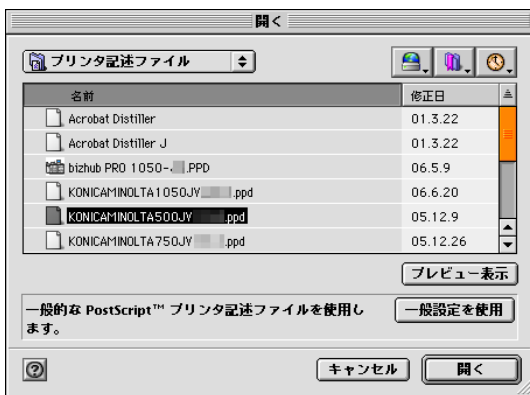 開く
プリンタ記述ファイル
名前 修正日
Acrobat Distiller 01.3.22
Acrobat Distiller J 01.3.22
bizhub PRO 1050- .PPD 06.5.9
KONICAMINOLTA1050JV .ppd 06.6.20
KONICAMINOLTA500JV .ppd 05.12.9
KONICAMINOLTA750JV .ppd 05.12.26
プレビュー表示
一般的な PostScript™ プリンタ記述ファイルを使用し
ます。
一般設定を使用
キャンセル 開く